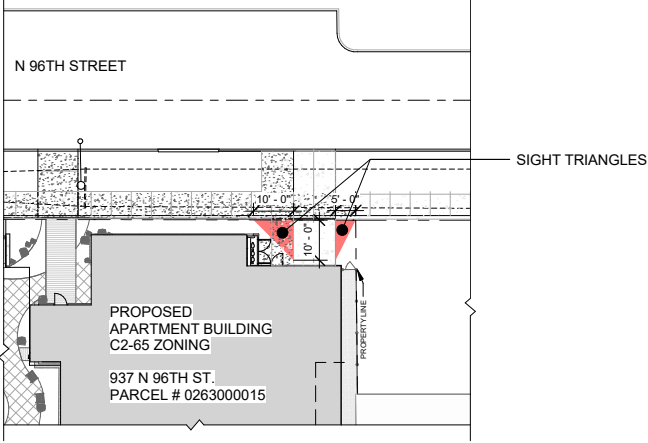 N 96TH STREET
SIGHT TRIANGLES
10' - 0"
5' - 0"
10' - 0"
PROPOSED
APARTMENT BUILDING
C2-65 ZONING
937 N 96TH ST.
PARCEL # 0263000015
PROPERTY LINE